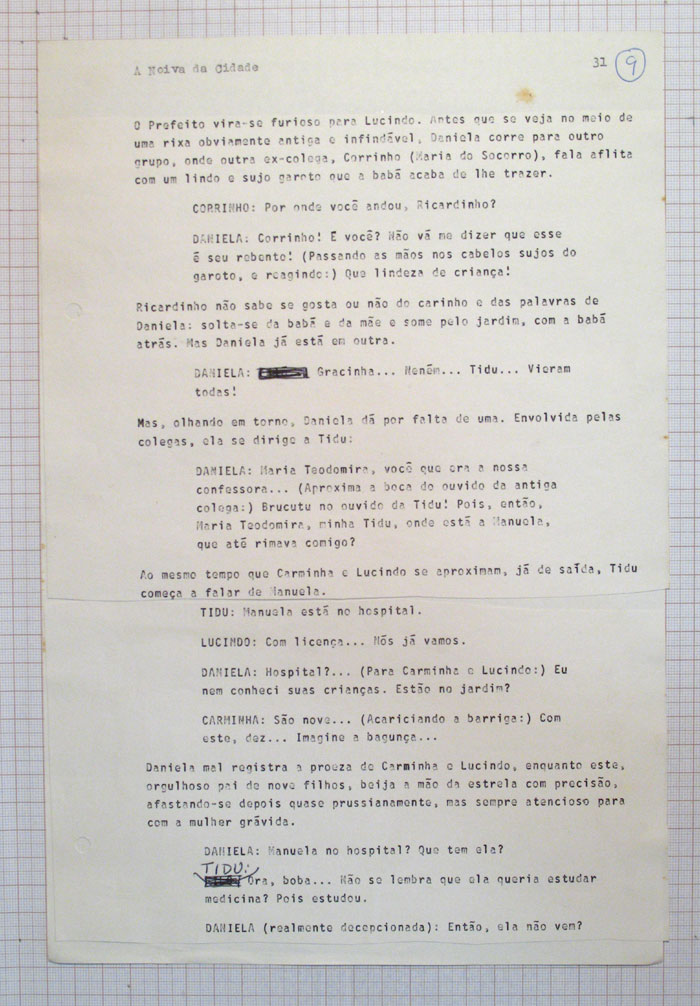 A Noiva da Cidade
31 9
O Prefeito vira-se furioso para Lucindo. Antes que se veja no meio de
uma rixa obviamente antiga e infindável, Daniela corre para outro
grupo, onde outra ex-colega, Corrinho (Maria do Socorro), fala aflita
com um lindo e sujo garoto que a babá acaba de lhe trazer.
CORRINHO: Por onde você andou, Ricardinho?
DANIELA: Corrinho! É você? Não vá me dizer que esse
é seu rebento! (Passando as mãos nos cabelos sujos do
garoto, e reagindo:) Que lindeza de criança!
Ricardinho não sabe se gosta ou não do carinho e das palavras de
Daniela: solta-se da babá e da mãe e some pelo jardim, com a babá
atrás. Mas Daniela já está em outra.
DANIELA: Gracinha... Neném... Tidu... Vieram
todas!
Mas, olhando em torno, Daniela dá por falta de uma. Envolvida pelas
colegas, ela se dirige a Tidu:
DANIELA: Maria Teodomira, você que era a nossa
confessora... (Aproxima a boca do ouvido da antiga
colega:) Brucutu no ouvido da Tidu! Pois, então,
Maria Teodomira, minha Tidu, onde está a Manuela,
que até rimava comigo?
Ao mesmo tempo que Carminha e Lucindo se aproximam, já de saída, Tidu
começa a falar de Manuela.
TIDU: Manuela está no hospital.
LUCINDO: Com licença... Nós já vamos.
DANIELA: Hospital?... (Para Carminha e Lucindo:) Eu
nem conheci suas crianças. Estão no jardim?
CARMINHA: São nove... (Acariciando a barriga:) Com
este, dez... Imagine a bagunça...
Daniela mal registra a proeza de Carminha e Lucindo, enquanto este,
orgulhoso pai de nove filhos, beija a mão da estrela com precisão,
afastando-se depois quase prussianamente, mas sempre atencioso para
com a mulher grávida.
DANIELA: Manuela no hospital? Que tem ela?
TIDU:
Ora, boba... Não se lembra que ela queria estudar
medicina? Pois estudou.
DANIELA (realmente decepcionada): Então, ela não vem?